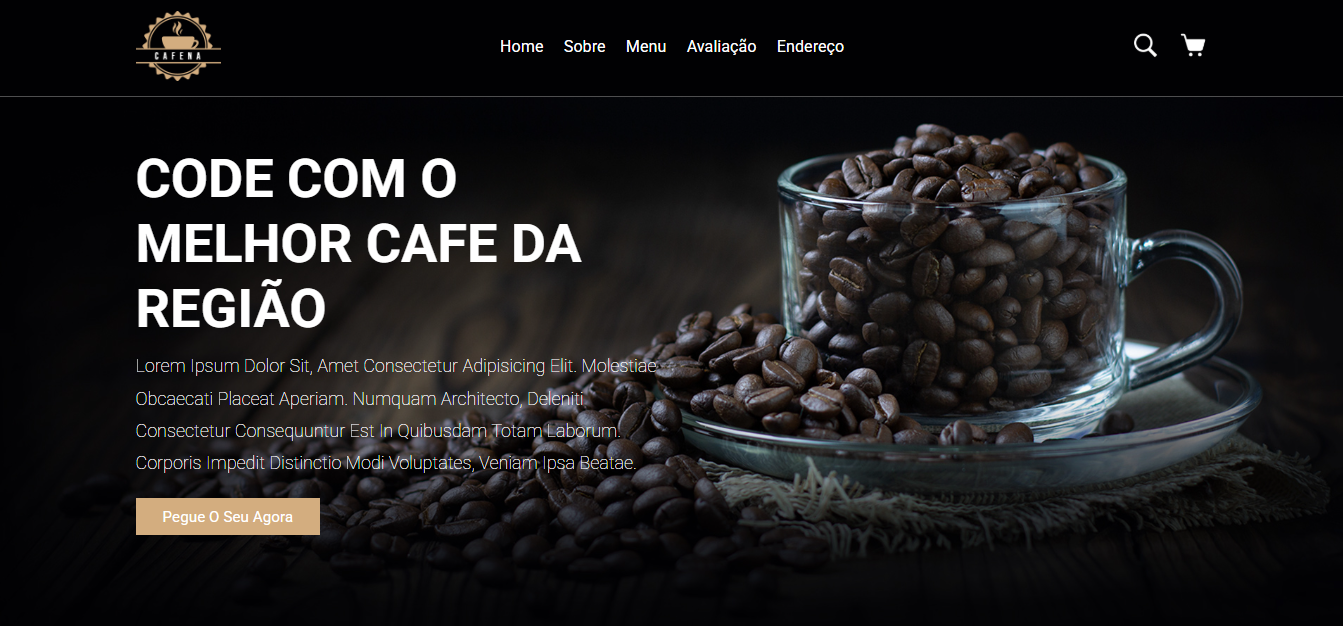 CAFENA
Home Sobre Menu Avaliação Endereço
CODE COM O
MELHOR CAFE DA
REGIÃO
Lorem Ipsum Dolor Sit, Amet Consectetur Adipisicing Elit. Molestiae
Obcaecati Placeat Aperiam. Numquam Architecto, Deleniti.
Consectetur Consequuntur Est In Quibusdam Totam Laborum.
Corporis Impedit Distinctio Modi Voluptates, Veniam Ipsa Beatae.
Pegue O Seu Agora